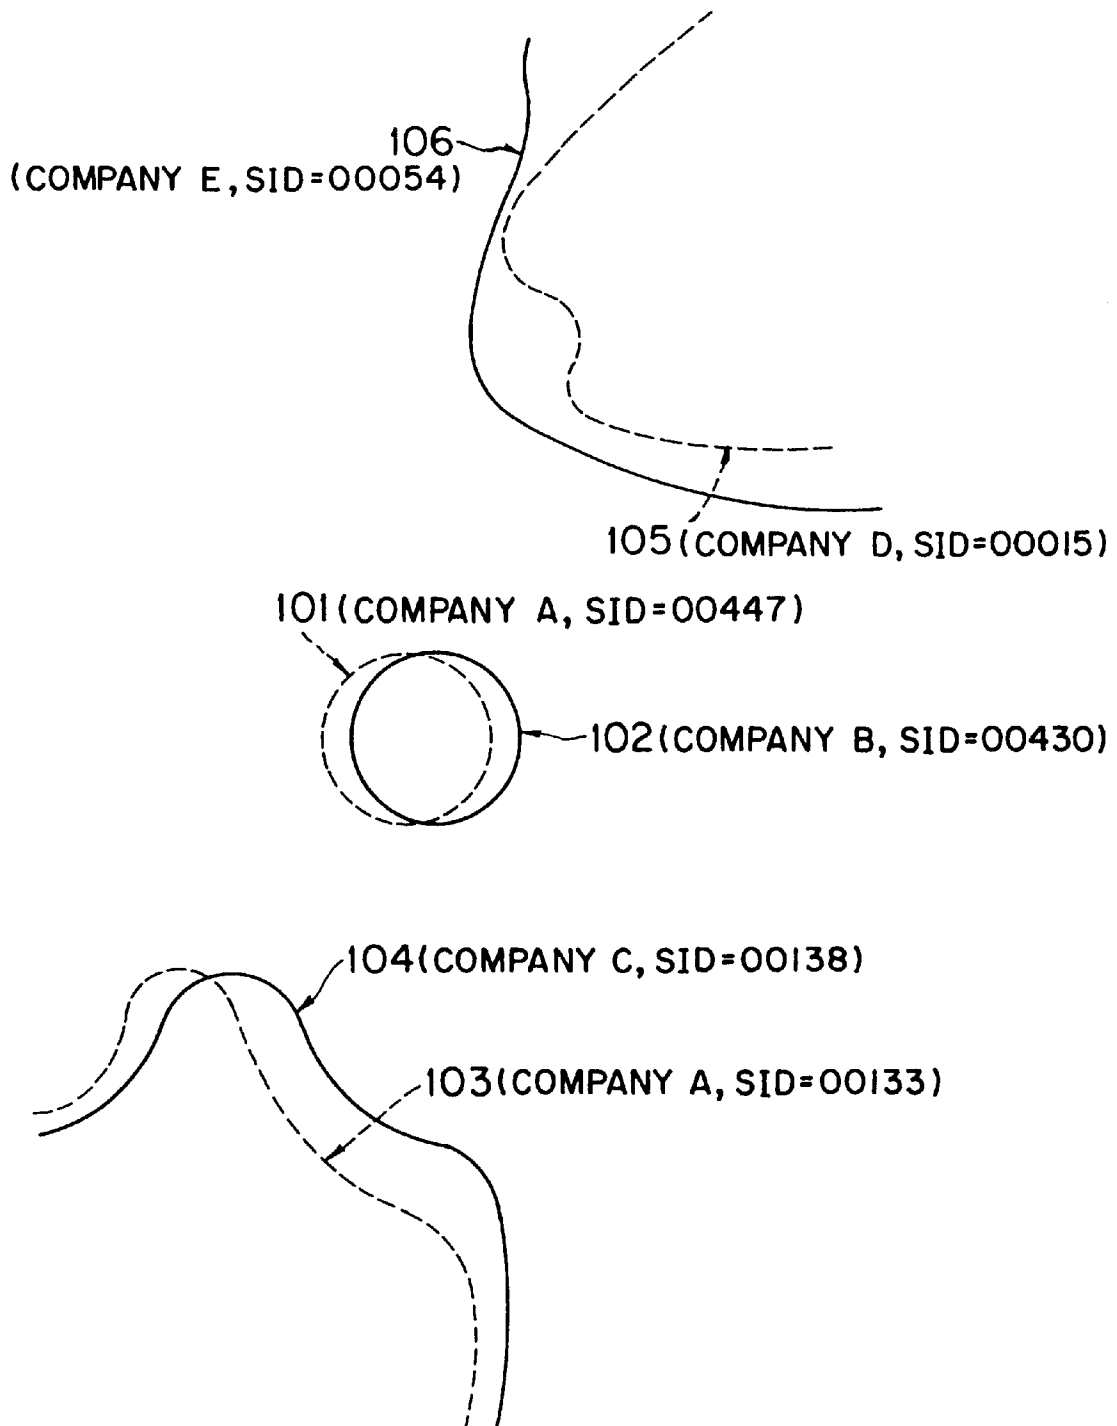 106
(COMPANY E, SID=00054)
105 (COMPANY D, SID=00015)
101 (COMPANY A, SID=00447)
102 (COMPANY B, SID=00430)
104 (COMPANY C, SID=00138)
103 (COMPANY A, SID=00133)